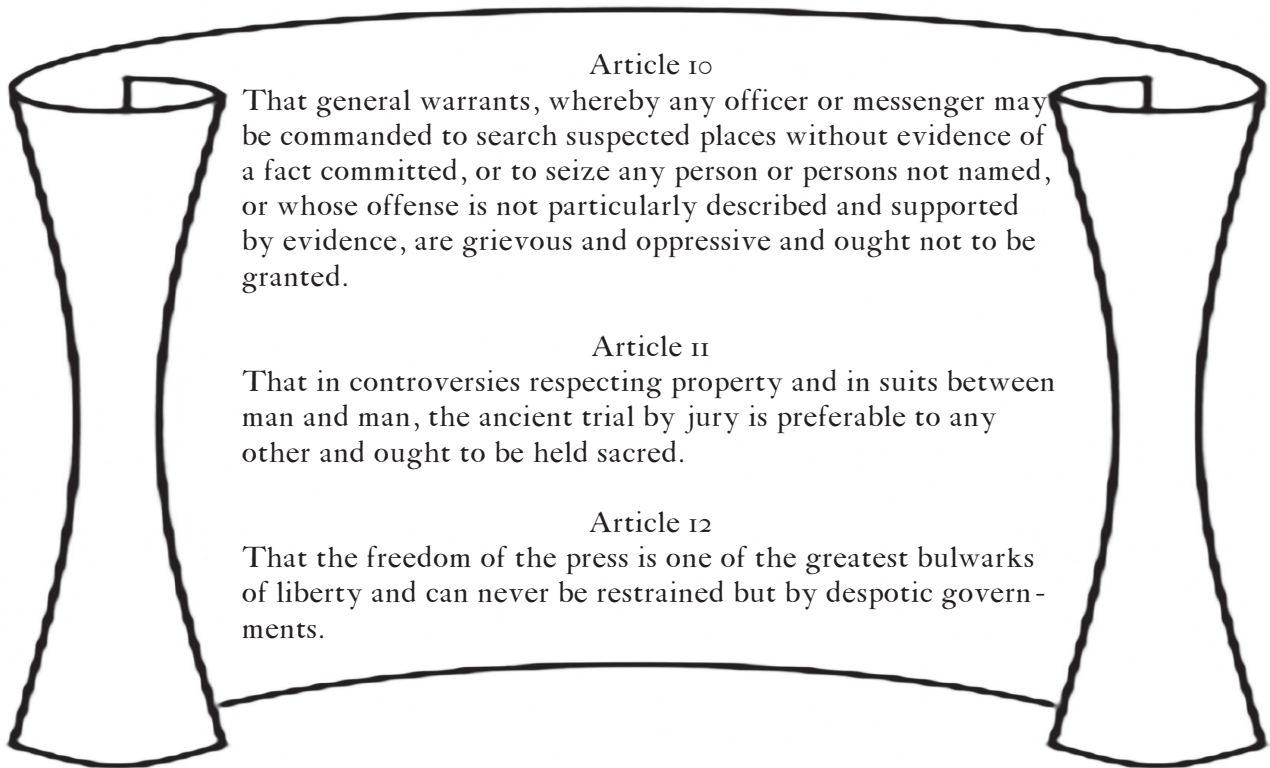 Article 10
That general warrants, whereby any officer or messenger may
be commanded to search suspected places without evidence of
a fact committed, or to seize any person or persons not named,
or whose offense is not particularly described and supported
by evidence, are grievous and oppressive and ought not to be
granted.
Article 11
That in controversies respecting property and in suits between
man and man, the ancient trial by jury is preferable to any
other and ought to be held sacred.
Article 12
That the freedom of the press is one of the greatest bulwarks
of liberty and can never be restrained but by despotic govern-
ments.